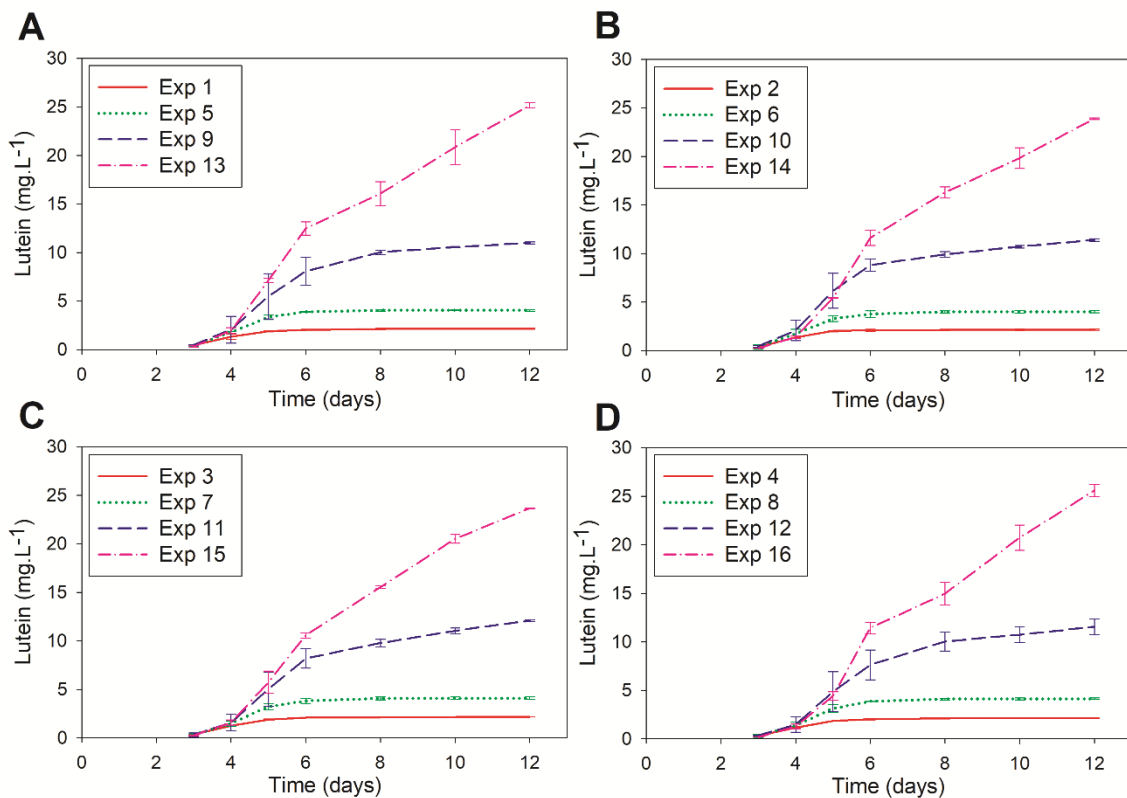 A
B
30
25
20
15
10
5
0
Lutein (mg.L⁻¹)
Exp 1
Exp 5
Exp 9
Exp 13
0 2 4 6 8 10 12
Time (days)
30
25
20
15
10
5
0
Lutein (mg.L⁻¹)
Exp 2
Exp 6
Exp 10
Exp 14
0 2 4 6 8 10 12
Time (days)
C
D
30
25
20
15
10
5
0
Lutein (mg.L⁻¹)
Exp 3
Exp 7
Exp 11
Exp 15
0 2 4 6 8 10 12
Time (days)
30
25
20
15
10
5
0
Lutein (mg.L⁻¹)
Exp 4
Exp 8
Exp 12
Exp 16
0 2 4 6 8 10 12
Time (days)